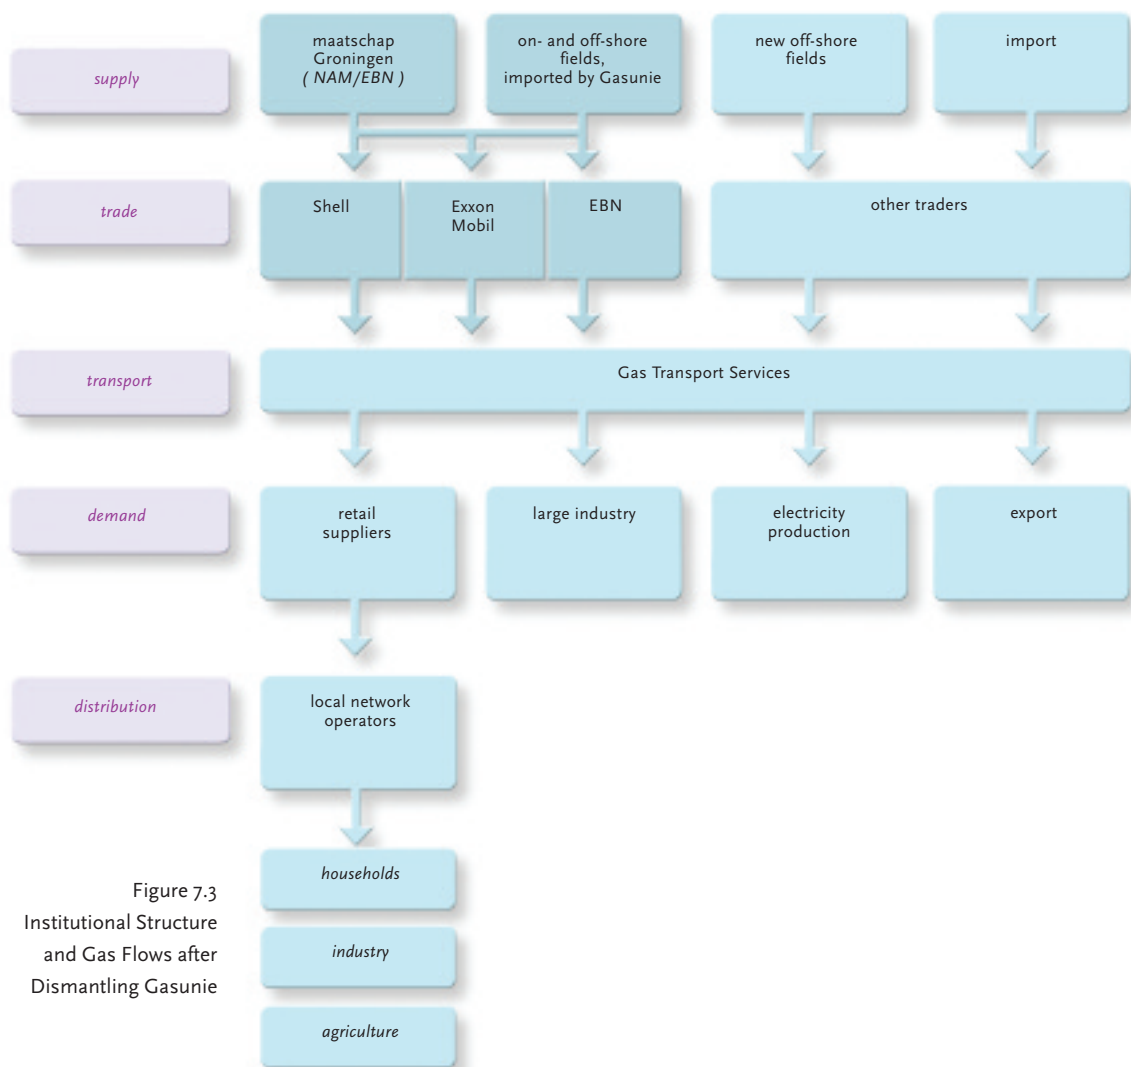 supply
maatschap
Groningen
( NAM/EBN )
on- and off-shore
fields,
imported by Gasunie
new off-shore
fields
import
trade
Shell
Exxon
Mobil
EBN
other traders
transport
Gas Transport Services
demand
retail
suppliers
large industry
electricity
production
export
distribution
local network
operators
households
industry
agriculture
Figure 7.3
Institutional Structure
and Gas Flows after
Dismantling Gasunie